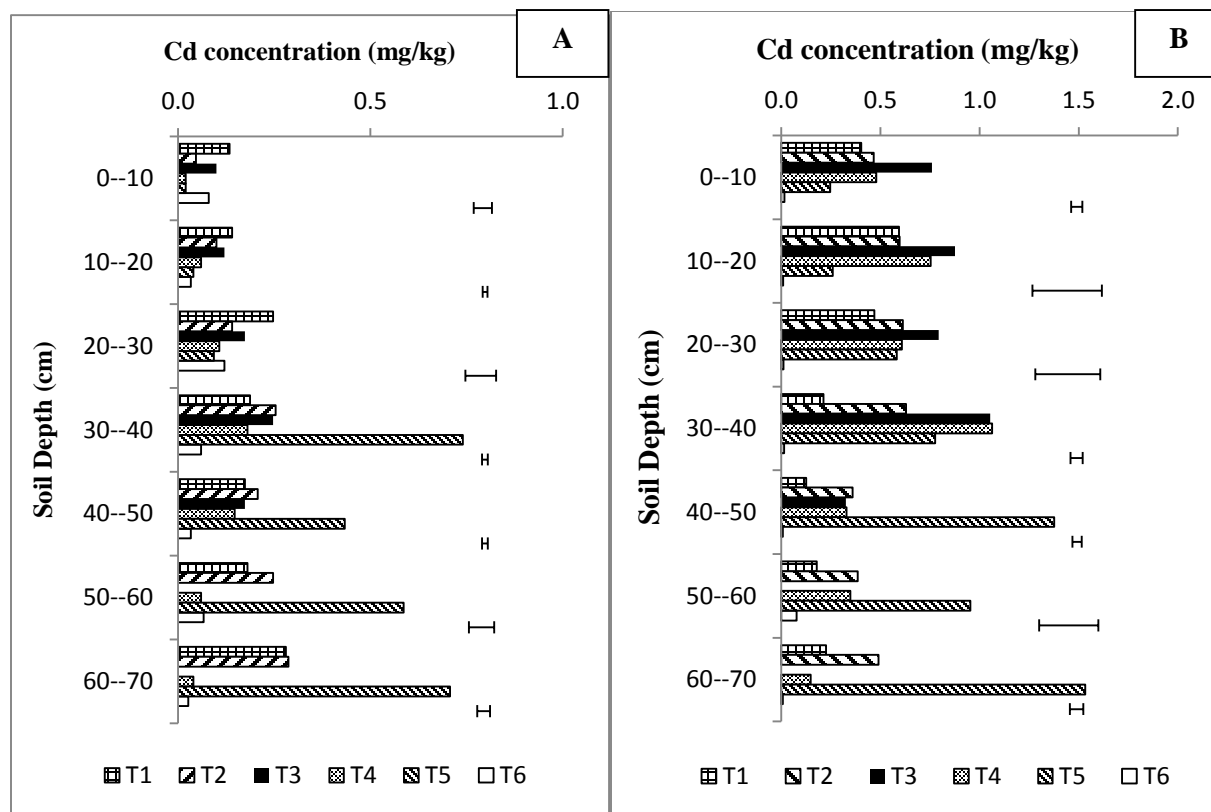 A
Cd concentration (mg/kg)
0.0 0.5 1.0
Soil Depth (cm)
0--10
10--20
20--30
30--40
40--50
50--60
60--70
T1 T2 T3 T4 T5 T6
B
Cd concentration (mg/kg)
0.0 0.5 1.0 1.5 2.0
Soil Depth (cm)
0--10
10--20
20--30
30--40
40--50
50--60
60--70
T1 T2 T3 T4 T5 T6